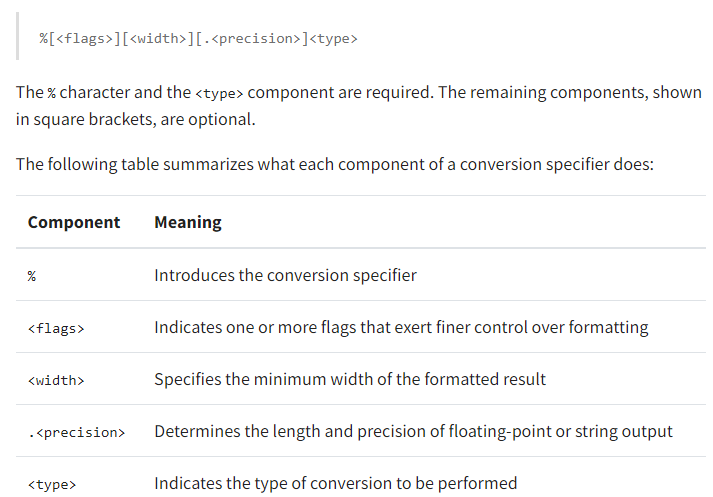 %[<flags>][<width>][.<precision>]<type>
The % character and the <type> component are required. The remaining components, shown
in square brackets, are optional.
The following table summarizes what each component of a conversion specifier does:
Component Meaning
% Introduces the conversion specifier
<flags> Indicates one or more flags that exert finer control over formatting
<width> Specifies the minimum width of the formatted result
.<precision> Determines the length and precision of floating-point or string output
<type> Indicates the type of conversion to be performed